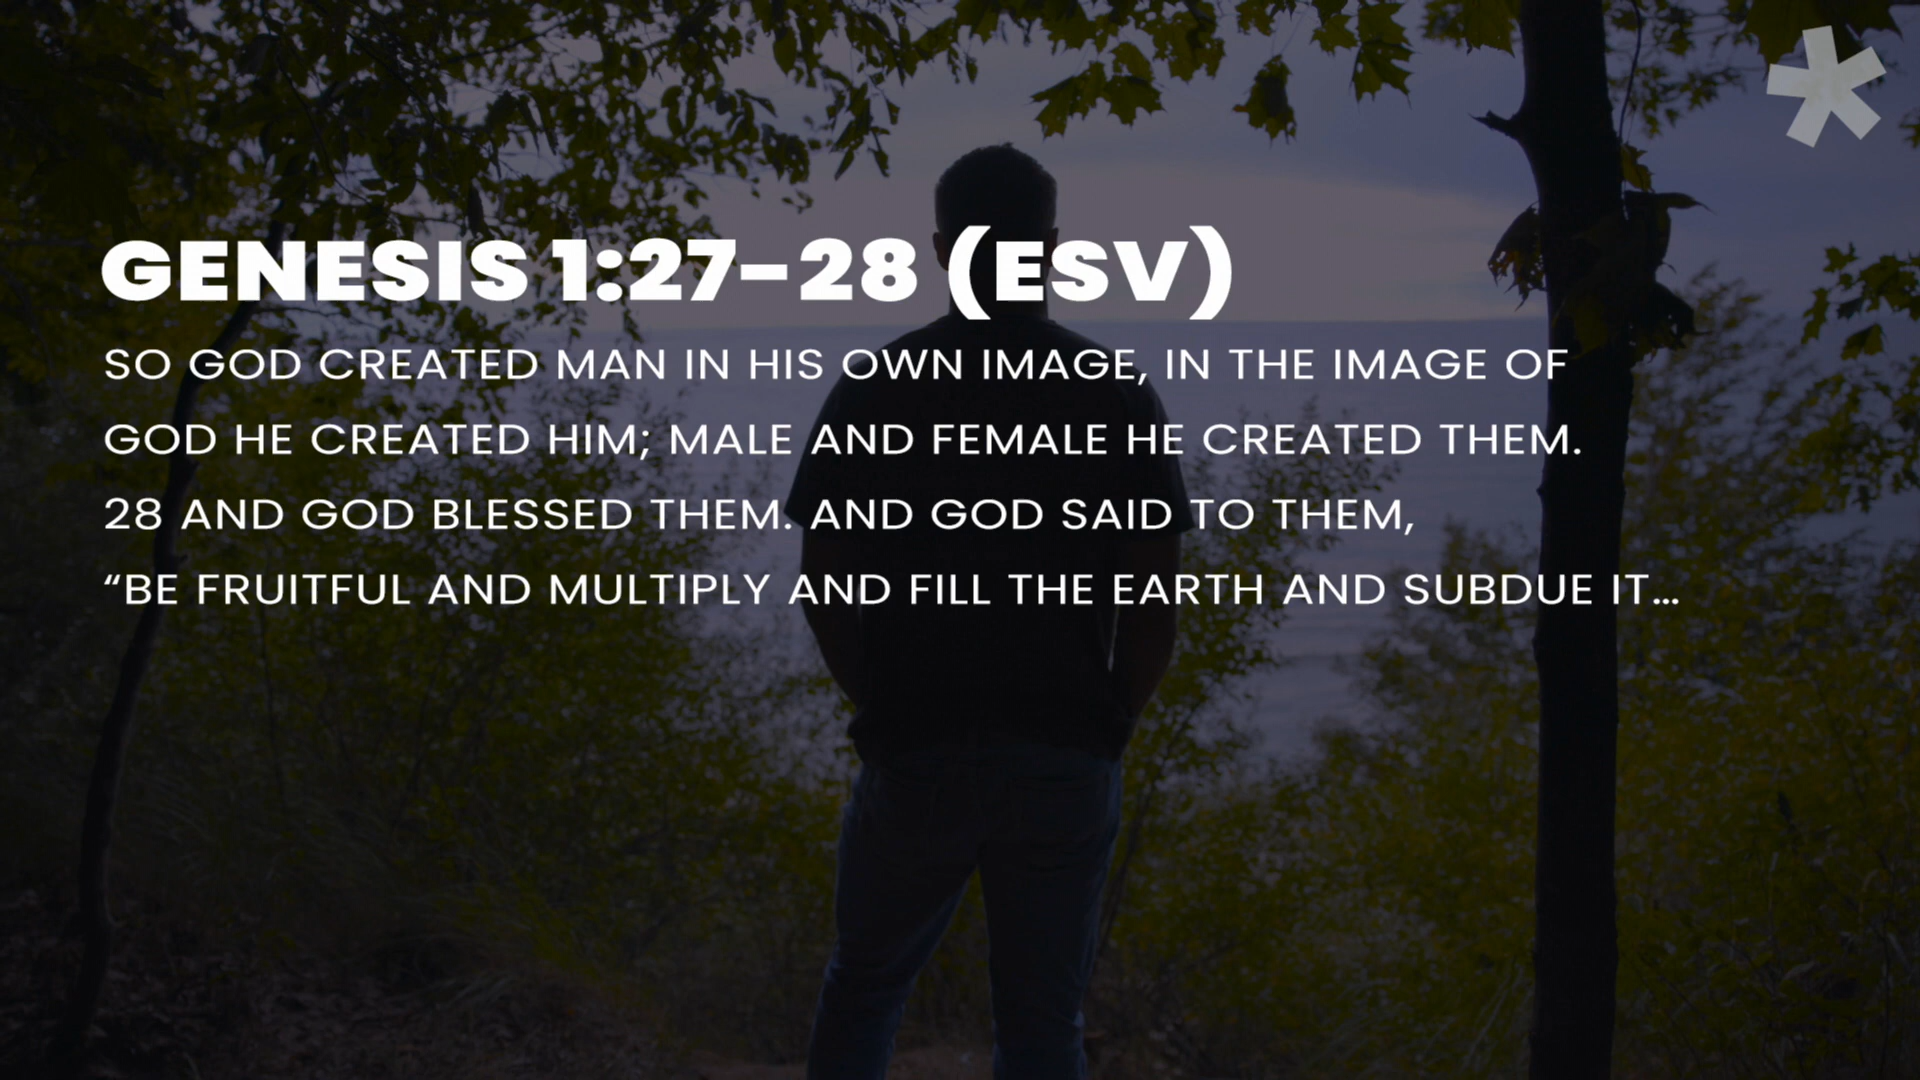 GENESIS 1:27-28 (ESV)
SO GOD CREATED MAN IN HIS OWN IMAGE, IN THE IMAGE OF
GOD HE CREATED HIM; MALE AND FEMALE HE CREATED THEM.
28 AND GOD BLESSED THEM. AND GOD SAID TO THEM,
“BE FRUITFUL AND MULTIPLY AND FILL THE EARTH AND SUBDUE IT...